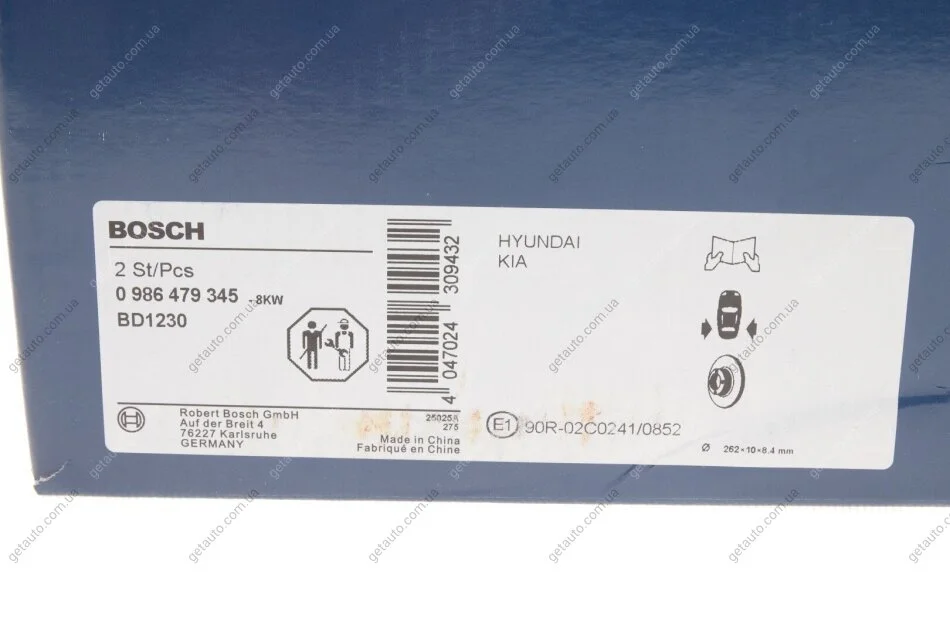 BOSCH
2 St/Pcs
0 986 479 345 - 8KW
BD1230
4 047024 309432
HYUNDAI
KIA
Robert Bosch GmbH
Auf der Breit 4
76227 Karlsruhe
GERMANY
275
Made in China
Fabriqué en Chine
E1 90R-02C0241/0852
Ø 262×10×8.4 mm
getauto.com.ua